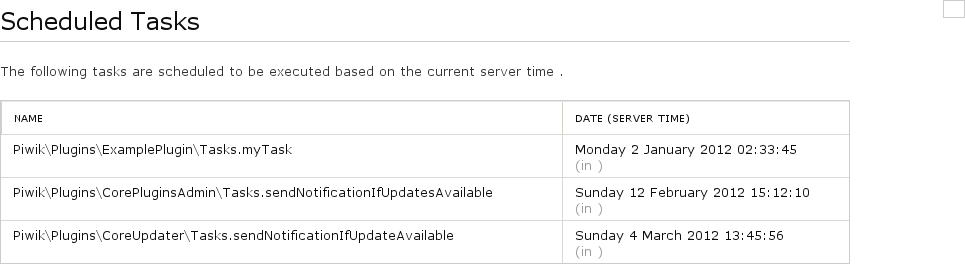 Scheduled Tasks
The following tasks are scheduled to be executed based on the current server time .
NAME
DATE (SERVER TIME)
Piwik\Plugins\ExamplePlugin\Tasks.myTask
Monday 2 January 2012 02:33:45
(in )
Piwik\Plugins\CorePluginsAdmin\Tasks.sendNotificationIfUpdatesAvailable
Sunday 12 February 2012 15:12:10
(in )
Piwik\Plugins\CoreUpdater\Tasks.sendNotificationIfUpdateAvailable
Sunday 4 March 2012 13:45:56
(in )